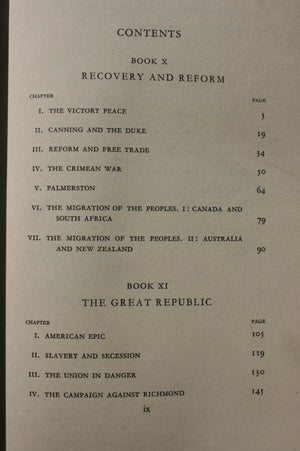 CONTENTS
BOOK X
RECOVERY AND REFORM
CHAPTER PAGE
I. THE VICTORY PEACE 3
II. CANNING AND THE DUKE 19
III. REFORM AND FREE TRADE 34
IV. THE CRIMEAN WAR 50
V. PALMERSTON 64
VI. THE MIGRATION OF THE PEOPLES. I: CANADA AND
SOUTH AFRICA 79
VII. THE MIGRATION OF THE PEOPLES. II: AUSTRALIA
AND NEW ZEALAND 90
BOOK XI
THE GREAT REPUBLIC
CHAPTER PAGE
I. AMERICAN EPIC 105
II. SLAVERY AND SECESSION 119
III. THE UNION IN DANGER 130
IV. THE CAMPAIGN AGAINST RICHMOND 145
ix